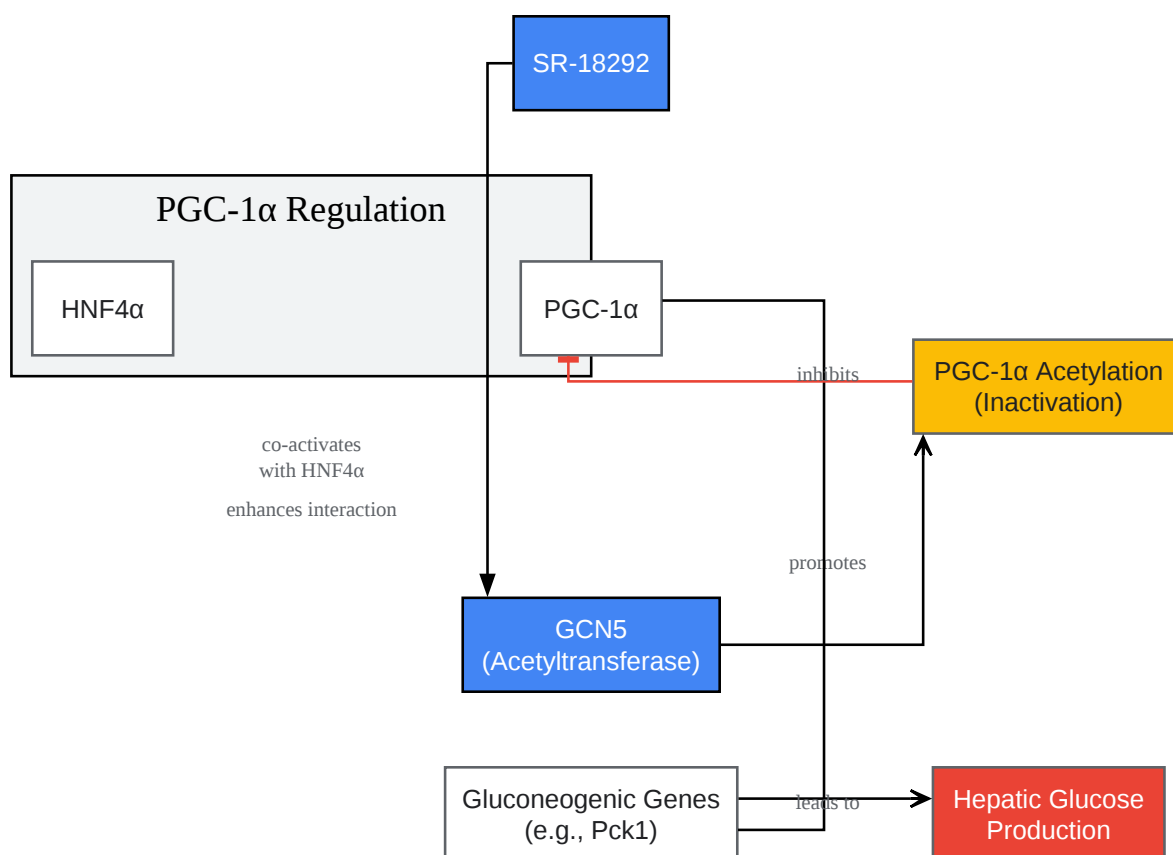 SR-18292
PGC-1α Regulation
HNF4α
PGC-1α
inhibits
PGC-1α Acetylation
(Inactivation)
co-activates
with HNF4α
enhances interaction
promotes
GCN5
(Acetyltransferase)
Gluconeogenic Genes
(e.g., Pck1)
leads to
Hepatic Glucose
Production